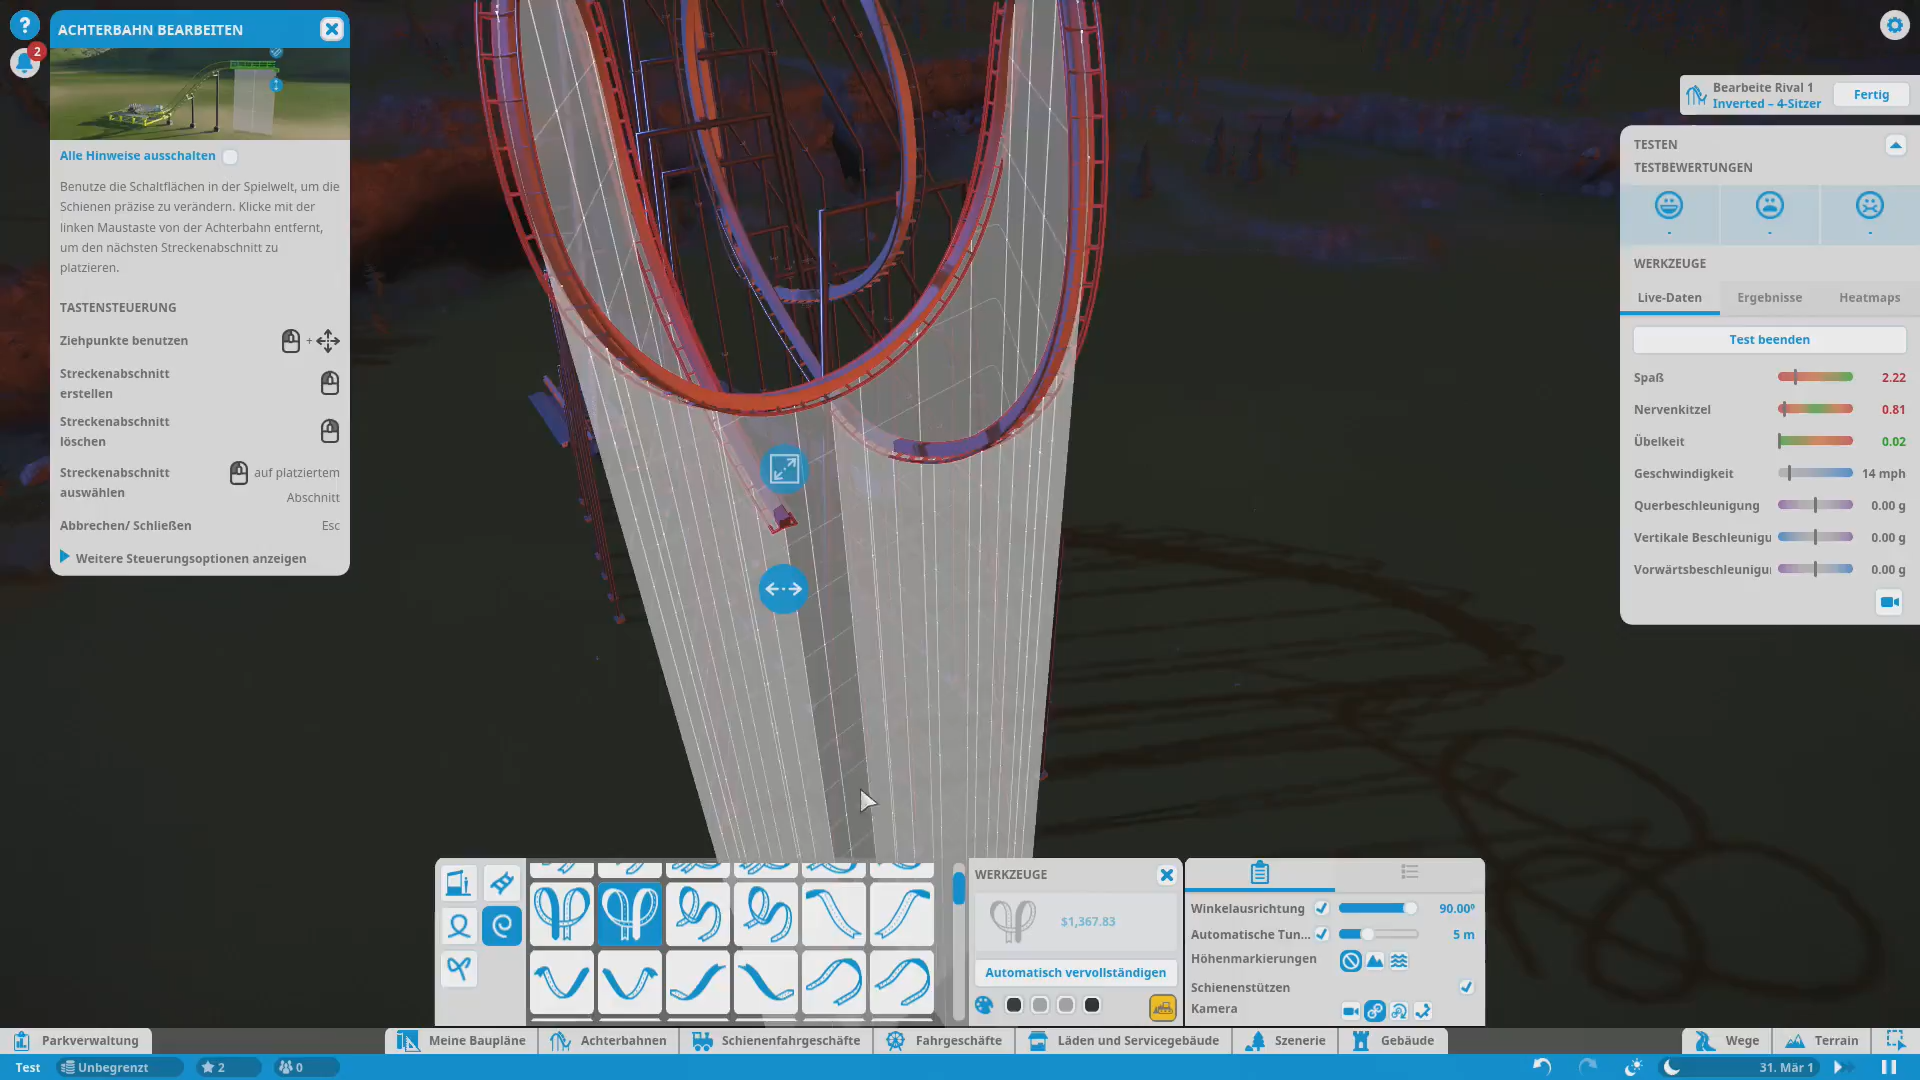 ACHTERBAHN BEARBEITEN
2
Alle Hinweise ausschalten
Benutze die Schaltflächen in der Spielwelt, um die
Schienen präzise zu verändern. Klicke mit der
linken Maustaste von der Achterbahn entfernt,
um den nächsten Streckenabschnitt zu
platzieren.
TASTENSTEUERUNG
Ziehpunkte benutzen +
Streckenabschnitt
erstellen
Streckenabschnitt
löschen
Streckenabschnitt
auswählen
auf platziertem
Abschnitt
Abbrechen/ Schließen Esc
Weitere Steuerungsoptionen anzeigen
Bearbeite Rival 1
Inverted – 4-Sitzer
Fertig
TESTEN
TESTBEWERTUNGEN
- - -
WERKZEUGE
Live-Daten Ergebnisse Heatmaps
Test beenden
Spaß 2.22
Nervenkitzel 0.81
Übelkeit 0.02
Geschwindigkeit 14 mph
Querbeschleunigung 0.00 g
Vertikale Beschleunigu 0.00 g
Vorwärtsbeschleunigu 0.00 g
WERKZEUGE
$1,367.83
Automatisch vervollständigen
Winkelausrichtung 90.00º
Automatische Tun... 5 m
Höhenmarkierungen
Schienenstützen
Kamera
Parkverwaltung
Meine Baupläne
Achterbahnen
Schienenfahrgeschäfte
Fahrgeschäfte
Läden und Servicegebäude
Szenerie
Gebäude
Wege
Terrain
Test
Unbegrenzt
2
0
31. Mär 1